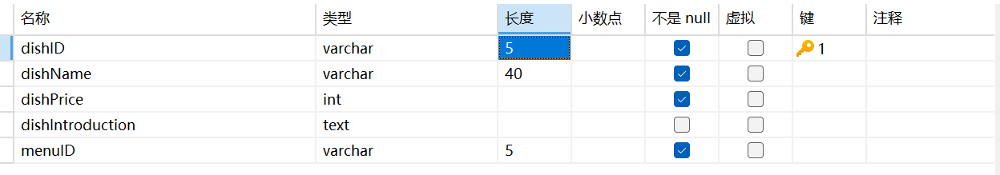 名称 类型 长度 小数点 不是 null 虚拟 键 注释
dishID varchar 5 1
dishName varchar 40
dishPrice int
dishIntroduction text
menuID varchar 5